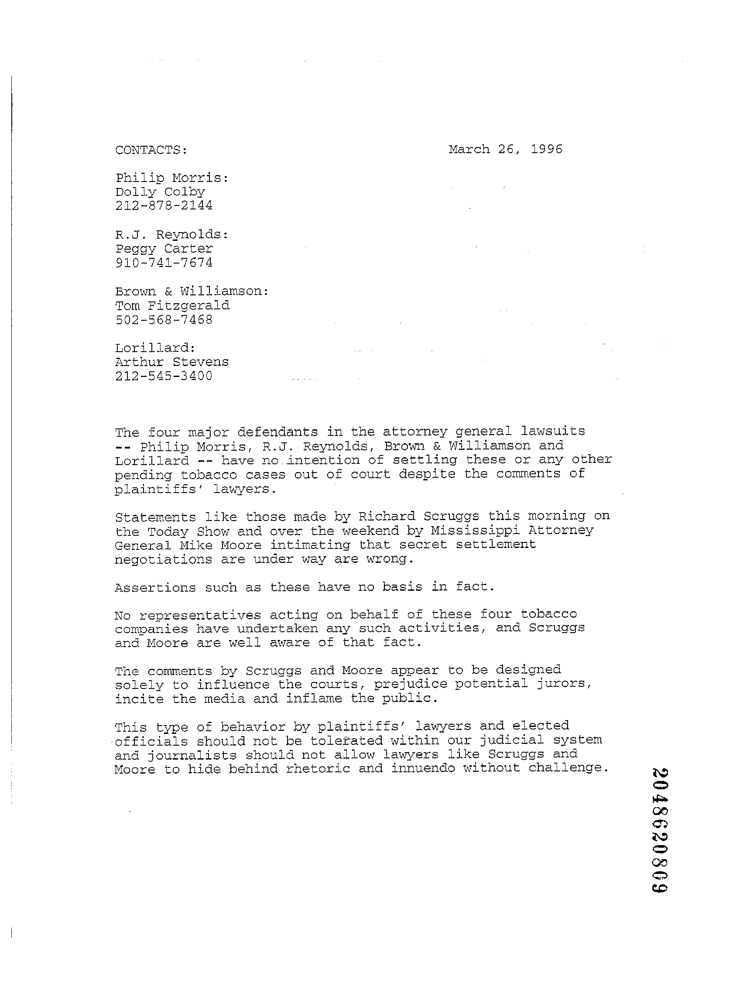 CONTACTS: March 26, 1996
Philip Morris:
Dolly Colby
212-878-2144
R.J. Reynolds:
Peggy Carter
910-741-7674
Brown & Williamson:
Tom Fitzgerald
502-568-7468
Lorillard:
Arthur Stevens
212-545-3400
The four major defendants in the attorney general lawsuits
-- Philip Morris, R.J. Reynolds, Brown & Williamson and
Lorillard -- have no intention of settling these or any other
pending tobacco cases out of court despite the comments of
plaintiffs' lawyers.
Statements like those made by Richard Scruggs this morning on
the Today Show and over the weekend by Mississippi Attorney
General Mike Moore intimating that secret settlement
negotiations are under way are wrong.
Assertions such as these have no basis in fact.
No representatives acting on behalf of these four tobacco
companies have undertaken any such activities, and Scruggs
and Moore are well aware of that fact.
The comments by Scruggs and Moore appear to be designed
solely to influence the courts, prejudice potential jurors,
incite the media and inflame the public.
This type of behavior by plaintiffs' lawyers and elected
officials should not be tolerated within our judicial system
and journalists should not allow lawyers like Scruggs and
Moore to hide behind rhetoric and innuendo without challenge.
2048620809